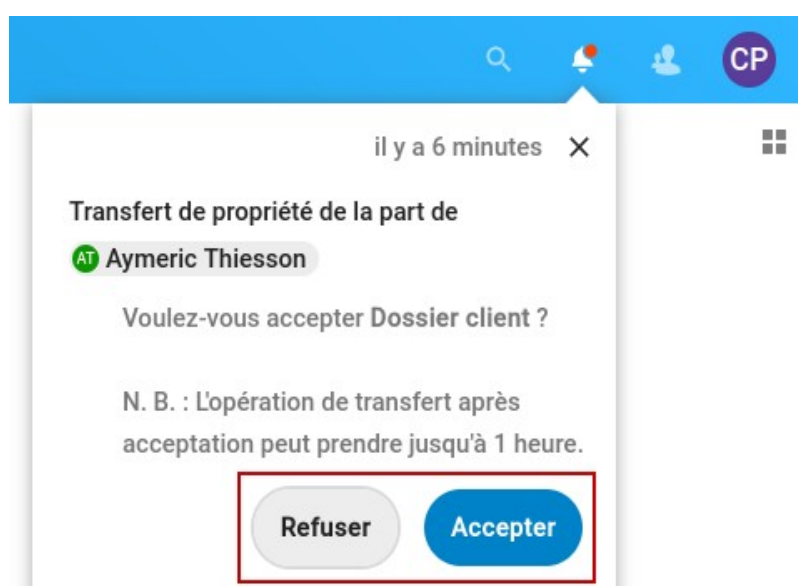 CP
il y a 6 minutes
Transfert de propriété de la part de
AT Aymeric Thiesson
Voulez-vous accepter Dossier client ?
N. B. : L'opération de transfert après
acceptation peut prendre jusqu'à 1 heure.
Refuser Accepter